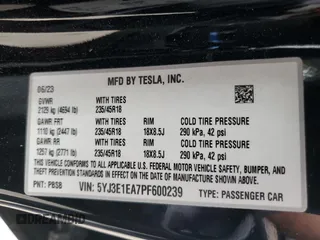 MFD BY TESLA, INC.
06/23
GVWR WITH TIRES
2129 kg (4694 lb) 235/45R18
GAWR FRT WITH TIRES RIM COLD TIRE PRESSURE
1110 kg (2447 lb) 235/45R18 18X8.5J 290 kPa, 42 psi
GAWR RR WITH TIRES RIM COLD TIRE PRESSURE
1257 kg (2771 lb) 235/45R18 18X8.5J 290 kPa, 42 psi
THIS VEHICLE CONFORMS TO ALL APPLICABLE
FEDERAL MOTOR VEHICLE SAFETY, BUMPER,
AND THEFT PREVENTION STANDARDS IN EFFECT ON THE
DATE OF MANUFACTURE SHOWN ABOVE.
PNT: PBSB VIN: 5YJ3E1EA7PF600239 TYPE: PASSENGER CAR